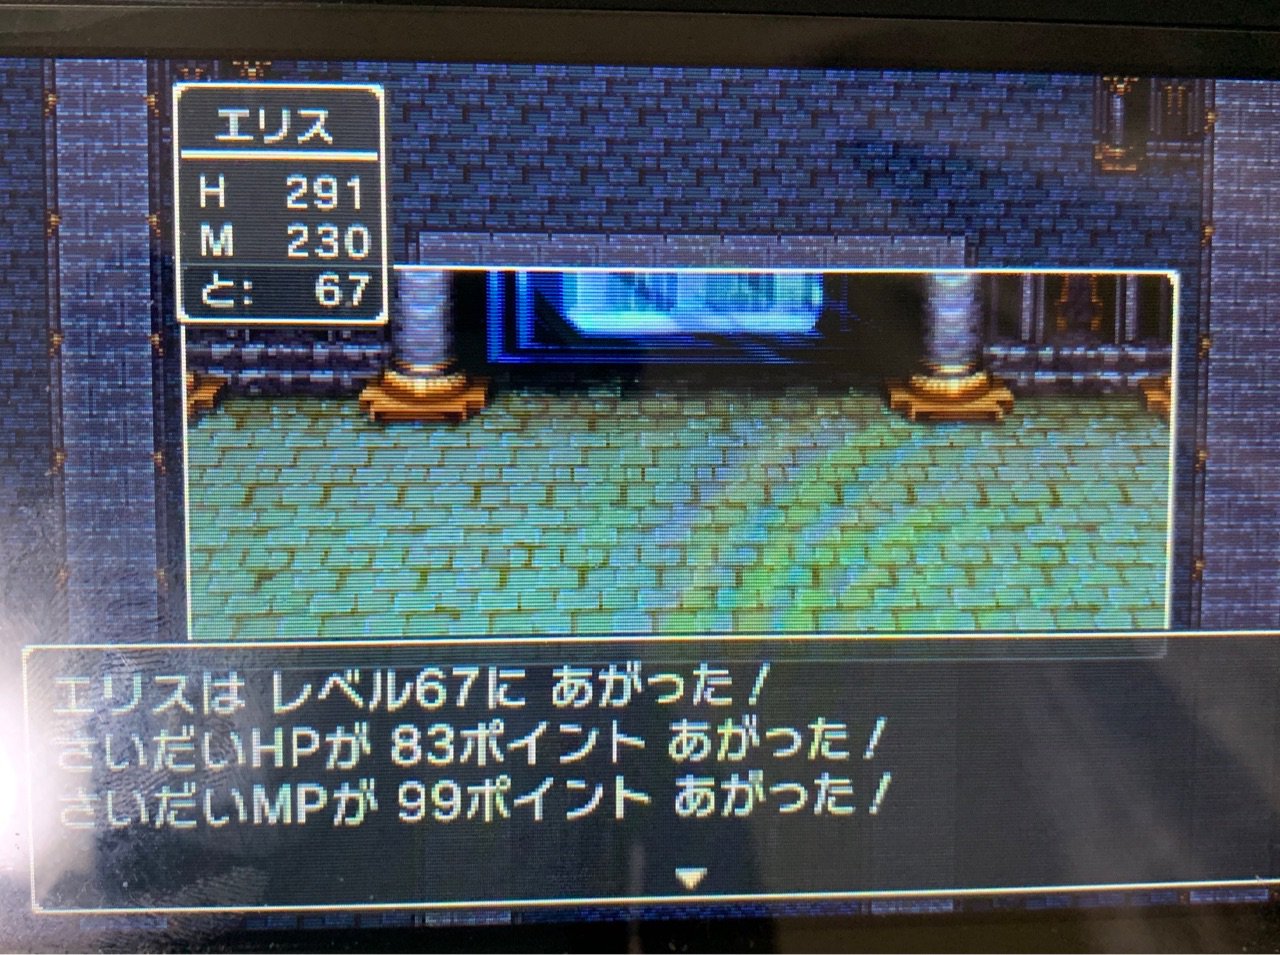 エリス
H 291
M 230
と: 67
エリスは レベル67に あがった！
さいだいHPが 83ポイント あがった！
さいだいMPが 99ポイント あがった！